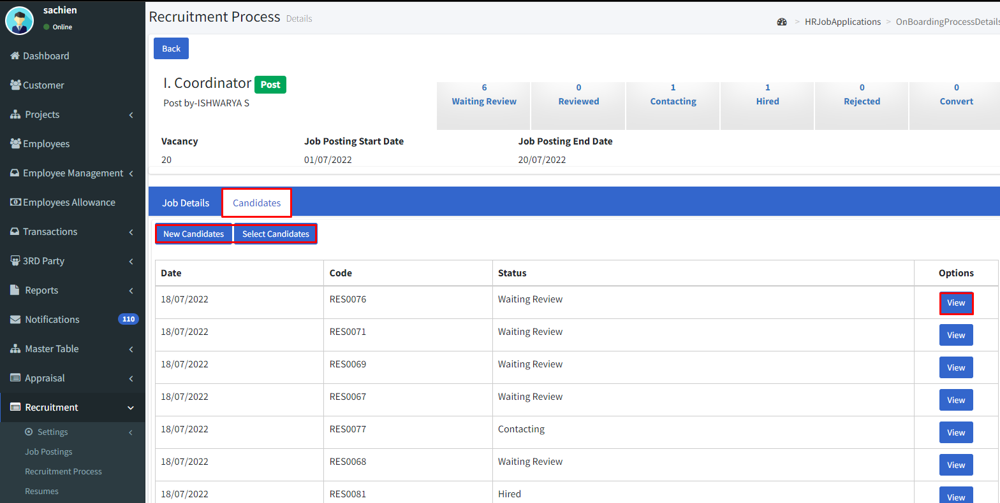 sachien
Online
Dashboard
Customer
Projects
Employees
Employee Management
Employees Allowance
Transactions
3RD Party
Reports
Notifications 110
Master Table
Appraisal
Recruitment
Settings
Job Postings
Recruitment Process
Resumes
Recruitment Process Details
> HRJobApplications > OnBoardingProcessDetails
Back
I. Coordinator Post
Post by-ISHWARYA S
6 0 1 1 0 0
Waiting Review Reviewed Contacting Hired Rejected Convert
Vacancy Job Posting Start Date Job Posting End Date
20 01/07/2022 20/07/2022
Job Details Candidates
New Candidates Select Candidates
Date Code Status Options
18/07/2022 RES0076 Waiting Review View
18/07/2022 RES0071 Waiting Review View
18/07/2022 RES0069 Waiting Review View
18/07/2022 RES0067 Waiting Review View
18/07/2022 RES0077 Contacting View
18/07/2022 RES0068 Waiting Review View
18/07/2022 RES0081 Hired View